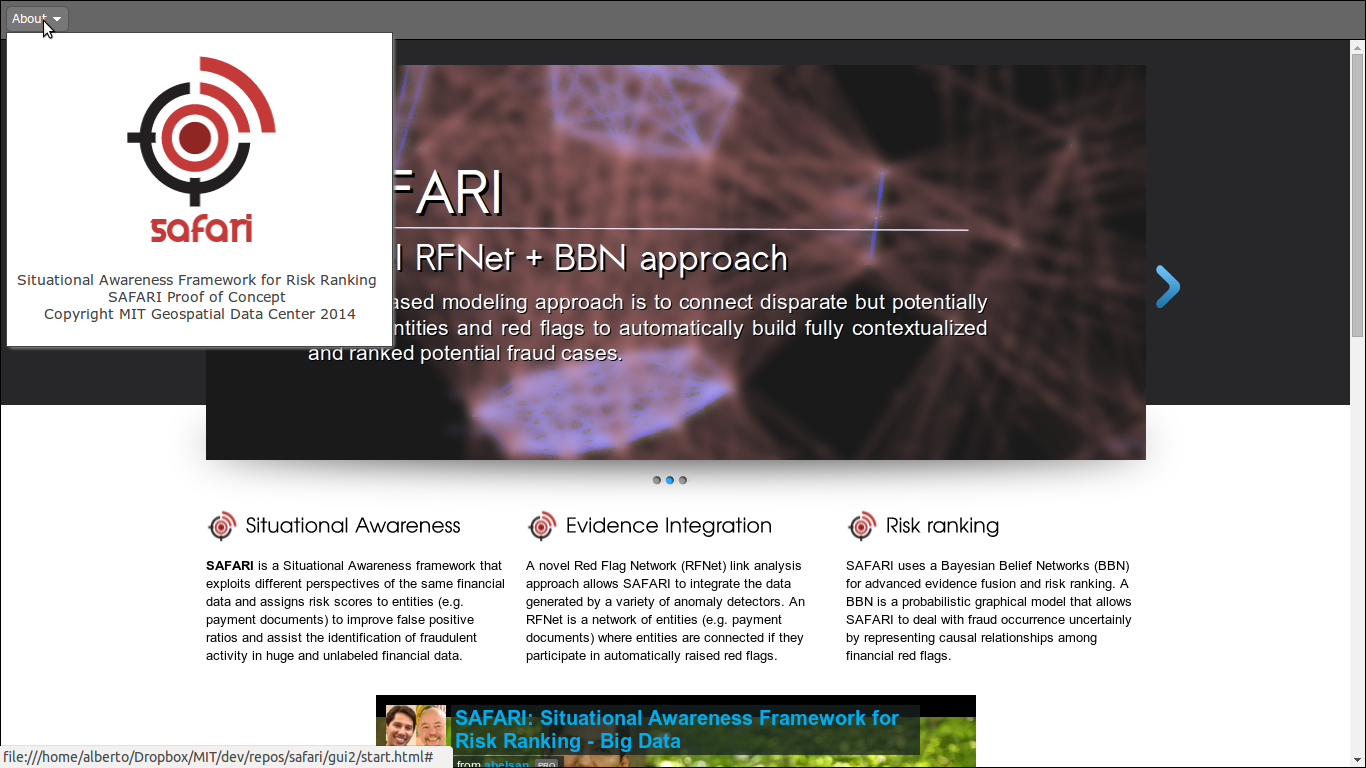 About
safari
Situational Awareness Framework for Risk Ranking
SAFARI Proof of Concept
Copyright MIT Geospatial Data Center 2014
FARI
RFNet + BBN approach
ased modeling approach is to connect disparate but potentially
ntities and red flags to automatically build fully contextualized
and ranked potential fraud cases.
Situational Awareness
SAFARI is a Situational Awareness framework that
exploits different perspectives of the same financial
data and assigns risk scores to entities (e.g.
payment documents) to improve false positive
ratios and assist the identification of fraudulent
activity in huge and unlabeled financial data.
Evidence Integration
A novel Red Flag Network (RFNet) link analysis
approach allows SAFARI to integrate the data
generated by a variety of anomaly detectors. An
RFNet is a network of entities (e.g. payment
documents) where entities are connected if they
participate in automatically raised red flags.
Risk ranking
SAFARI uses a Bayesian Belief Networks (BBN)
for advanced evidence fusion and risk ranking. A
BBN is a probabilistic graphical model that allows
SAFARI to deal with fraud occurrence uncertainly
by representing causal relationships among
financial red flags.
SAFARI: Situational Awareness Framework for
Risk Ranking - Big Data
from abelsan PRO
file:///home/alberto/Dropbox/MIT/dev/repos/safari/gui2/start.html#